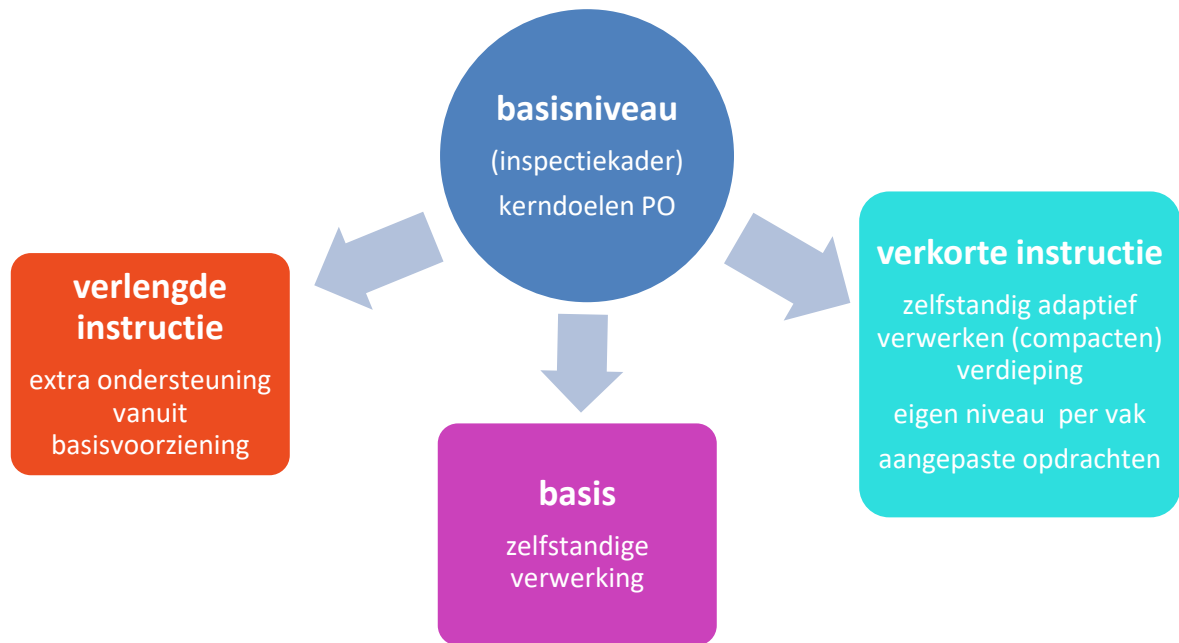 basisniveau
(inspectiekader)
kerndoelen PO
verlengde
instructie
extra ondersteuning
vanuit
basisvoorziening
basis
zelfstandige
verwerking
verkorte instructie
zelfstandig adaptief
verwerken (compacten)
verdieping
eigen niveau  per vak
aangepaste opdrachten